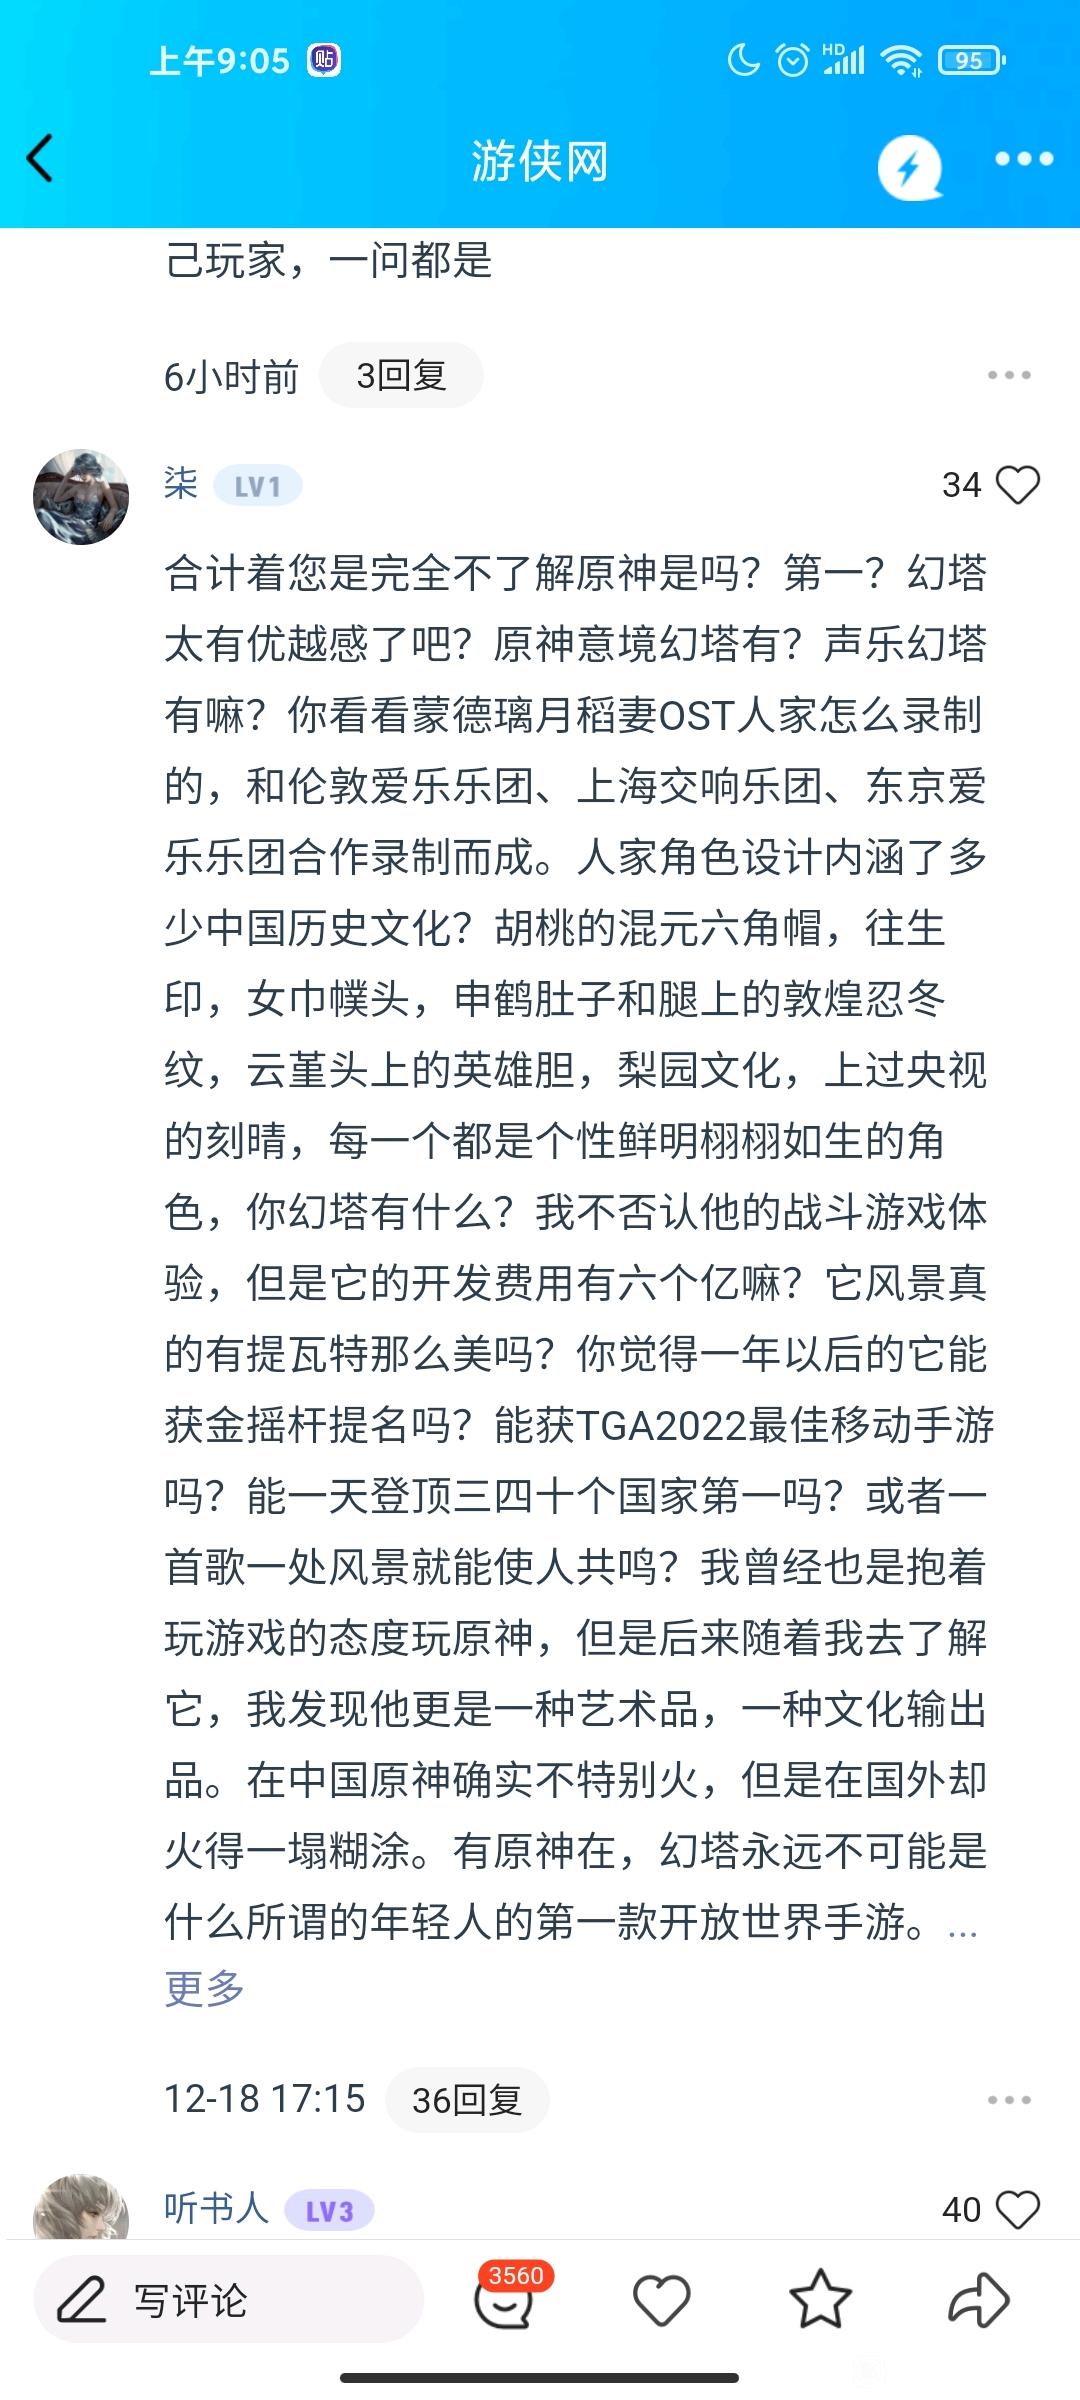 上午9:05 贴 HD 95
游侠网
己玩家，一问都是
6小时前 3回复
柒 LV1 34
合计着您是完全不了解原神是吗？第一？幻塔
太有优越感了吧？原神意境幻塔有？声乐幻塔
有嘛？你看看蒙德璃月稻妻OST人家怎么录制
的，和伦敦爱乐乐团、上海交响乐团、东京爱
乐乐团合作录制而成。人家角色设计内涵了多
少中国历史文化？胡桃的混元六角帽，往生
印，女巾幞头，申鹤肚子和腿上的敦煌忍冬
纹，云堇头上的英雄胆，梨园文化，上过央视
的刻晴，每一个都是个性鲜明栩栩如生的角
色，你幻塔有什么？我不否认他的战斗游戏体
验，但是它的开发费用有六个亿嘛？它风景真
的有提瓦特那么美吗？你觉得一年以后的它能
获金摇杆提名吗？能获TGA2022最佳移动手游
吗？能一天登顶三四十个国家第一吗？或者一
首歌一处风景就能使人共鸣？我曾经也是抱着
玩游戏的态度玩原神，但是后来随着我去了解
它，我发现他更是一种艺术品，一种文化输出
品。在中国原神确实不特别火，但是在国外却
火得一塌糊涂。有原神在，幻塔永远不可能是
什么所谓的年轻人的第一款开放世界手游。...
更多
12-18 17:15 36回复
听书人 LV3 40
写评论 3560